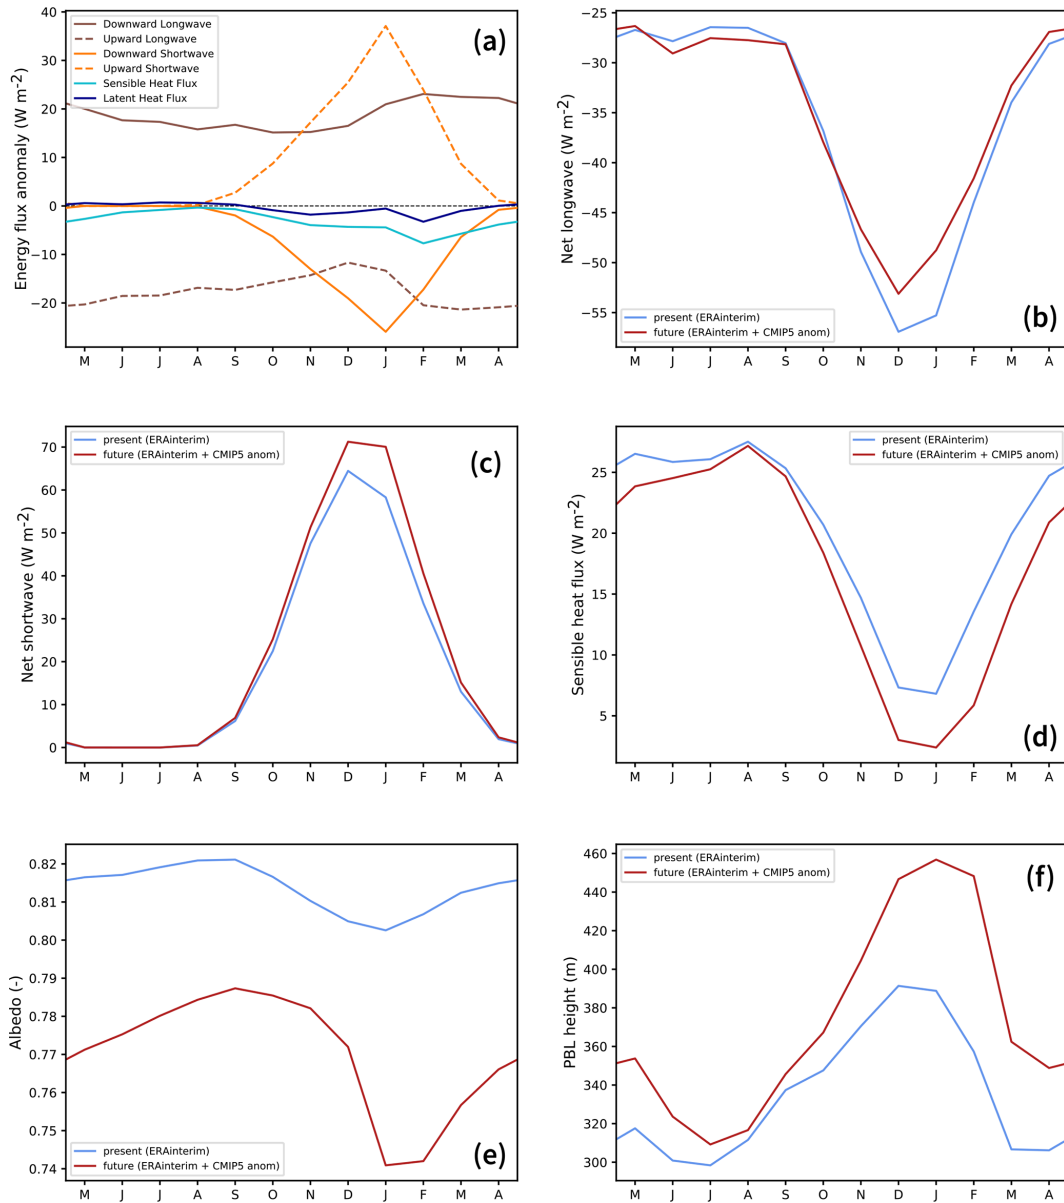 Downward Longwave
Upward Longwave
Downward Shortwave
Upward Shortwave
Sensible Heat Flux
Latent Heat Flux
(a)
Energy flux anomaly (W m⁻²)
40
30
20
10
0
−10
−20
M J J A S O N D J F M A
present (ERAinterim)
future (ERAinterim + CMIP5 anom)
(b)
Net longwave (W m⁻²)
−25
−30
−35
−40
−45
−50
−55
M J J A S O N D J F M A
present (ERAinterim)
future (ERAinterim + CMIP5 anom)
(c)
Net shortwave (W m⁻²)
70
60
50
40
30
20
10
0
M J J A S O N D J F M A
present (ERAinterim)
future (ERAinterim + CMIP5 anom)
(d)
Sensible heat flux (W m⁻²)
25
20
15
10
5
M J J A S O N D J F M A
present (ERAinterim)
future (ERAinterim + CMIP5 anom)
(e)
Albedo (-)
0.82
0.81
0.80
0.79
0.78
0.77
0.76
0.75
0.74
M J J A S O N D J F M A
present (ERAinterim)
future (ERAinterim + CMIP5 anom)
(f)
PBL height (m)
460
440
420
400
380
360
340
320
300
M J J A S O N D J F M A